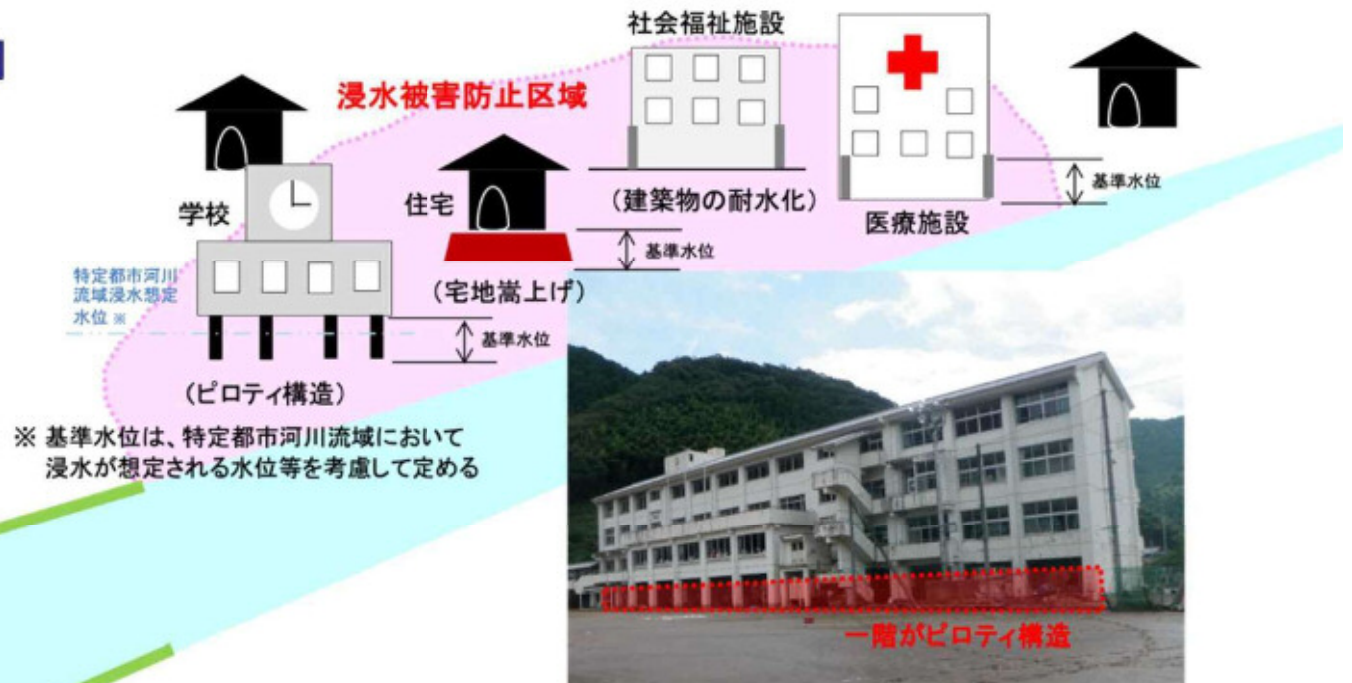 社会福祉施設
浸水被害防止区域
学校
住宅
(建築物の耐水化)
医療施設
基準水位
基準水位
特定都市河川
流域浸水想定
水位 ※
(宅地嵩上げ)
基準水位
(ピロティ構造)
※ 基準水位は、特定都市河川流域において
浸水が想定される水位等を考慮して定める
一階がピロティ構造